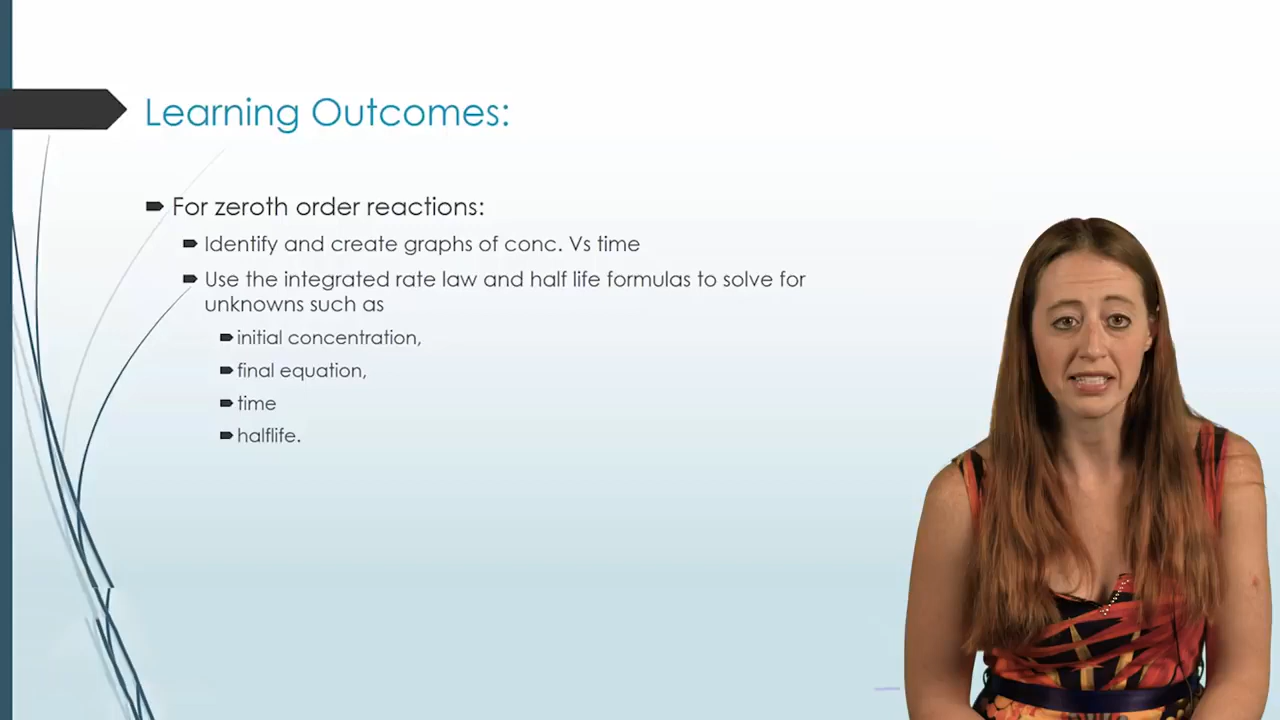 Learning Outcomes:
For zeroth order reactions:
Identify and create graphs of conc. Vs time
Use the integrated rate law and half life formulas to solve for
unknowns such as
initial concentration,
final equation,
time
halflife.